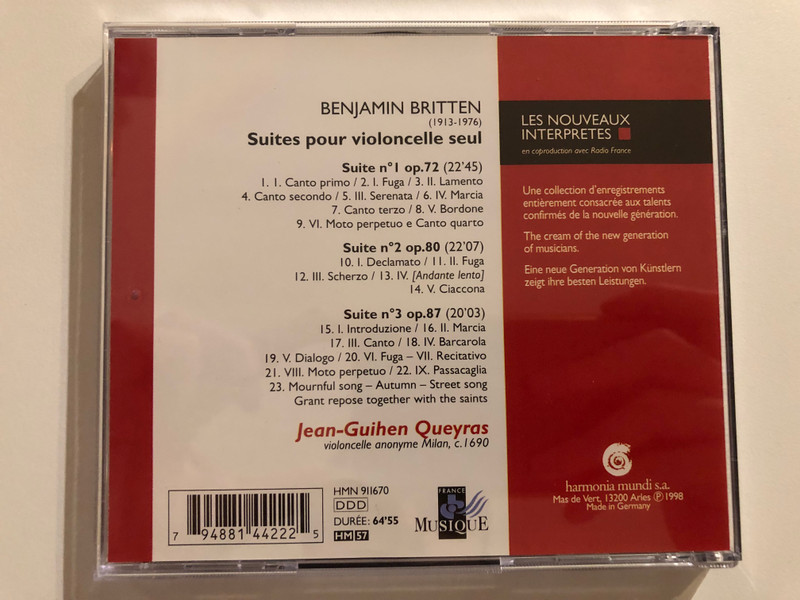 BENJAMIN BRITTEN
(1913-1976)
Suites pour violoncelle seul
Suite n°1 op.72 (22'45)
1. 1. Canto primo / 2. I. Fuga / 3. II. Lamento
4. Canto secondo / 5. III. Serenata / 6. IV. Marcia
7. Canto terzo / 8. V. Bordone
9. VI. Moto perpetuo e Canto quarto
Suite n°2 op.80 (22'07)
10. I. Declamato / 11. II. Fuga
12. III. Scherzo / 13. IV. [Andante lento]
14. V. Ciaccona
Suite n°3 op.87 (20'03)
15. I. Introduzione / 16. II. Marcia
17. III. Canto / 18. IV. Barcarola
19. V. Dialogo / 20. VI. Fuga – VII. Recitativo
21. VIII. Moto perpetuo / 22. IX. Passacaglia
23. Mournful song – Autumn – Street song
Grant repose together with the saints
Jean-Guihen Queyras
violoncelle anonyme Milan, c.1690
7 94881 44222 5
HMN 911670
DDD
DURÉE: 64'55
HM 57
FRANCE
MUSIQUE
LES NOUVEAUX
INTERPRETES
en coproduction avec Radio France
Une collection d'enregistrements
entièrement consacrée aux talents
confirmés de la nouvelle génération.
The cream of the new generation
of musicians.
Eine neue Generation von Künstlern
zeigt ihre besten Leistungen.
harmonia mundi s.a.
Mas de Vert, 13200 Arles ℗ 1998
Made in Germany